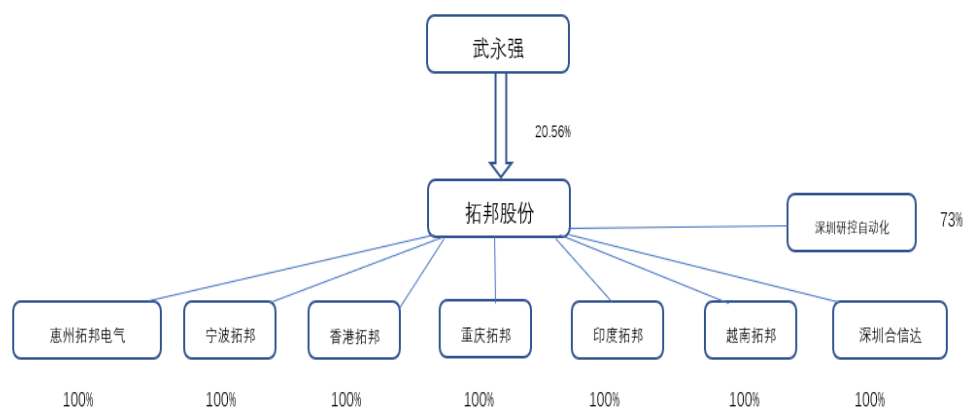 武永强
20.56%
拓邦股份
深圳研控自动化
73%
惠州拓邦电气
宁波拓邦
香港拓邦
重庆拓邦
印度拓邦
越南拓邦
深圳合信达
100%
100%
100%
100%
100%
100%
100%